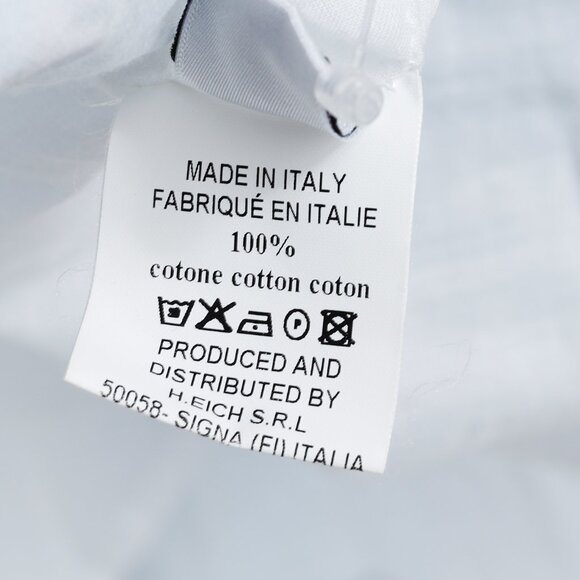 MADE IN ITALY
FABRIQUÉ EN ITALIE
100%
cotone cotton coton
P
PRODUCED AND
DISTRIBUTED BY
H.EICH S.R.L
50058- SIGNA (FI) ITALIA